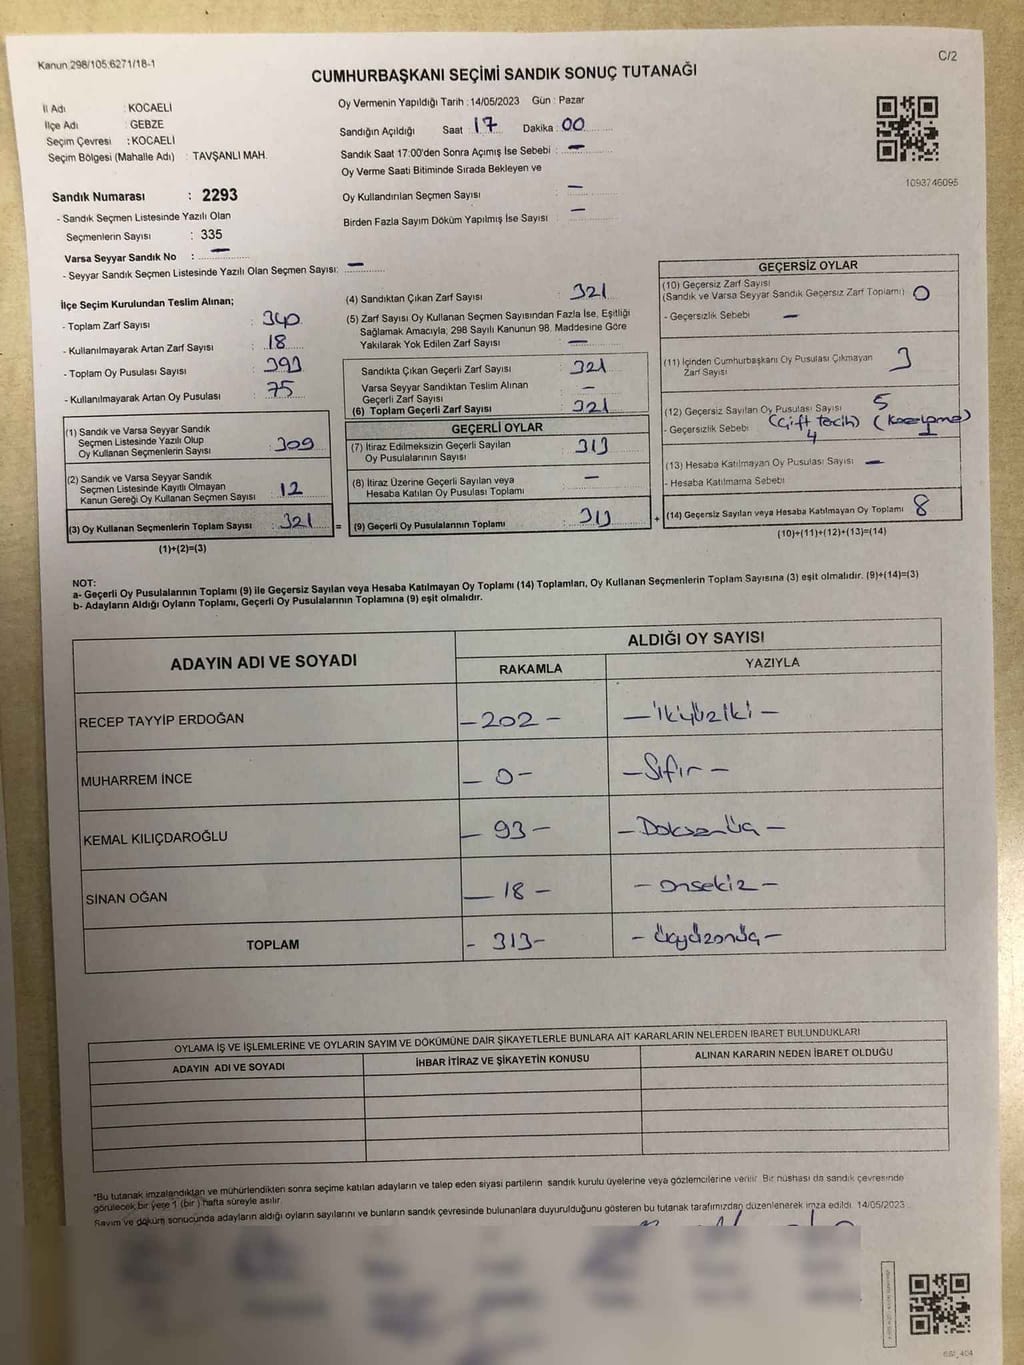 Kanun 298/105.6271/18-1
C/2
CUMHURBAŞKANI SEÇİMİ SANDIK SONUÇ TUTANAĞI
İl Adı : KOCAELİ
İlçe Adı : GEBZE
Seçim Çevresi : KOCAELİ
Seçim Bölgesi (Mahalle Adı) : TAVŞANLI MAH.
Sandık Numarası : 2293
- Sandık Seçmen Listesinde Yazılı Olan
Seçmenlerin Sayısı : 335
Varsa Seyyar Sandık No : —
- Seyyar Sandık Seçmen Listesinde Yazılı Olan Seçmen Sayısı: —
Oy Vermenin Yapıldığı Tarih : 14/05/2023 Gün : Pazar
Sandığın Açıldığı Saat : 17 Dakika : 00
Sandık Saat 17:00'den Sonra Açımış İse Sebebi : —
Oy Verme Saati Bitiminde Sırada Bekleyen ve
Oy Kullandırılan Seçmen Sayısı : —
Birden Fazla Sayım Döküm Yapılmış İse Sayısı : —
1093746095
İlçe Seçim Kurulundan Teslim Alınan;
- Toplam Zarf Sayısı : 340
- Kullanılmayarak Artan Zarf Sayısı : 18
- Toplam Oy Pusulası Sayısı : 393
- Kullanılmayarak Artan Oy Pusulası : 75
(1) Sandık ve Varsa Seyyar Sandık
Seçmen Listesinde Yazılı Olup
Oy Kullanan Seçmenlerin Sayısı : 309
(2) Sandık ve Varsa Seyyar Sandık
Seçmen Listesinde Kayıtlı Olmayan
Kanun Gereği Oy Kullanan Seçmen Sayısı : 12
(3) Oy Kullanan Seçmenlerin Toplam Sayısı : 321 =
(1)+(2)=(3)
(4) Sandıktan Çıkan Zarf Sayısı : 321
(5) Zarf Sayısı Oy Kullanan Seçmen Sayısından Fazla İse, Eşitliği
Sağlamak Amacıyla, 298 Sayılı Kanunun 98. Maddesine Göre
Yakılarak Yok Edilen Zarf Sayısı : —
Sandıkta Çıkan Geçerli Zarf Sayısı : 321
Varsa Seyyar Sandıktan Teslim Alınan
Geçerli Zarf Sayısı : —
(6) Toplam Geçerli Zarf Sayısı : 321
GEÇERLİ OYLAR
(7) İtiraz Edilmeksizin Geçerli Sayılan
Oy Pusulalarının Sayısı : 313
(8) İtiraz Üzerine Geçerli Sayılan veya
Hesaba Katılan Oy Pusulası Toplamı : —
(9) Geçerli Oy Pusulalarının Toplamı : 313 +
GEÇERSİZ OYLAR
(10) Geçersiz Zarf Sayısı
(Sandık ve Varsa Seyyar Sandık Geçersiz Zarf Toplamı) 0
- Geçersizlik Sebebi —
(11) İçinden Cumhurbaşkanı Oy Pusulası Çıkmayan
Zarf Sayısı 3
(12) Geçersiz Sayılan Oy Pusulası Sayısı 5
- Geçersizlik Sebebi (Çift tercih) 4 (Karalama) 1
(13) Hesaba Katılmayan Oy Pusulası Sayısı —
- Hesaba Katılmama Sebebi
(14) Geçersiz Sayılan veya Hesaba Katılmayan Oy Toplamı 8
(10)+(11)+(12)+(13)=(14)
NOT:
a- Geçerli Oy Pusulalarının Toplamı (9) ile Geçersiz Sayılan veya Hesaba Katılmayan Oy Toplamı (14) Toplamları, Oy Kullanan Seçmenlerin Toplam Sayısına (3) eşit olmalıdır. (9)+(14)=(3)
b- Adayların Aldığı Oyların Toplamı, Geçerli Oy Pusulalarının Toplamına (9) eşit olmalıdır.
ADAYIN ADI VE SOYADI ALDIĞI OY SAYISI
RAKAMLA YAZIYLA
RECEP TAYYİP ERDOĞAN –202– –İkiyüziki–
MUHARREM İNCE –0– –Sıfır–
KEMAL KILIÇDAROĞLU –93– –Doksanüç–
SİNAN OĞAN –18– –onsekiz–
TOPLAM –313– –üçyüzonüç–
OYLAMA İŞ VE İŞLEMLERİNE VE OYLARIN SAYIM VE DÖKÜMÜNE DAİR ŞİKAYETLERLE BUNLARA AİT KARARLARIN NELERDEN İBARET BULUNDUKLARI
ADAYIN ADI VE SOYADI İHBAR İTİRAZ VE ŞİKAYETİN KONUSU ALINAN KARARIN NEDEN İBARET OLDUĞU
*Bu tutanak imzalandıktan ve mühürlendikten sonra seçime katılan adayların ve talep eden siyasi partilerin sandık kurulu üyelerine veya gözlemcilerine verilir. Bir nüshası da sandık çevresinde
görülecek bir yere 1 (bir) hafta süreyle asılır.
Sayım ve döküm sonucunda adayların aldığı oyların sayılarını ve bunların sandık çevresinde bulunanlara duyurulduğunu gösteren bu tutanak tarafımızdan düzenlenerek imza edildi. 14/05/2023